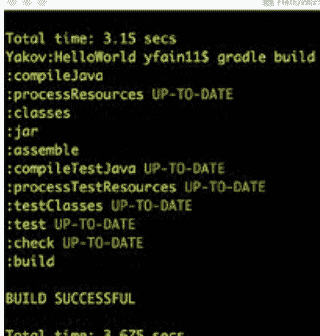 Total time: 3.15 secs
Yakov:HelloWorld yfain11$ gradle build
:compileJava
:processResources UP-TO-DATE
:classes
:jar
:assemble
:compileTestJava UP-TO-DATE
:processTestResources UP-TO-DATE
:testClasses UP-TO-DATE
:test UP-TO-DATE
:check UP-TO-DATE
:build
BUILD SUCCESSFUL
Total time: 3.675 secs